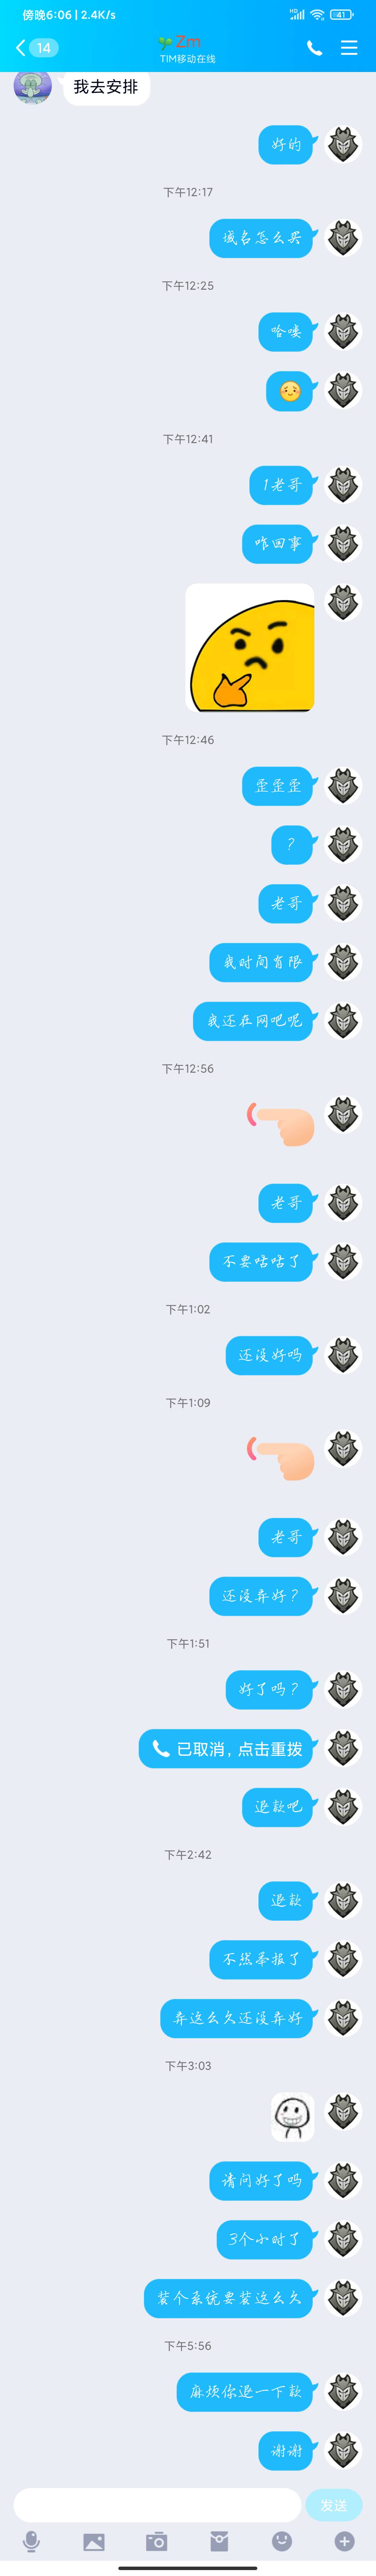 傍晚6:06 | 2.4K/s
HD
41
14
Zm
TIM移动在线
我去安排
好的
下午12:17
域名怎么买
下午12:25
哈喽
下午12:41
1老哥
咋回事
下午12:46
歪歪歪
?
老哥
我时间有限
我还在网吧呢
下午12:56
老哥
不要咕咕了
下午1:02
还没好吗
下午1:09
老哥
还没弄好?
下午1:51
好了吗?
已取消，点击重拨
退款吧
下午2:42
退款
不然举报了
弄这么久还没弄好
下午3:03
请问好了吗
3个小时了
装个系统要装这么久
下午5:56
麻烦你退一下款
谢谢
发送